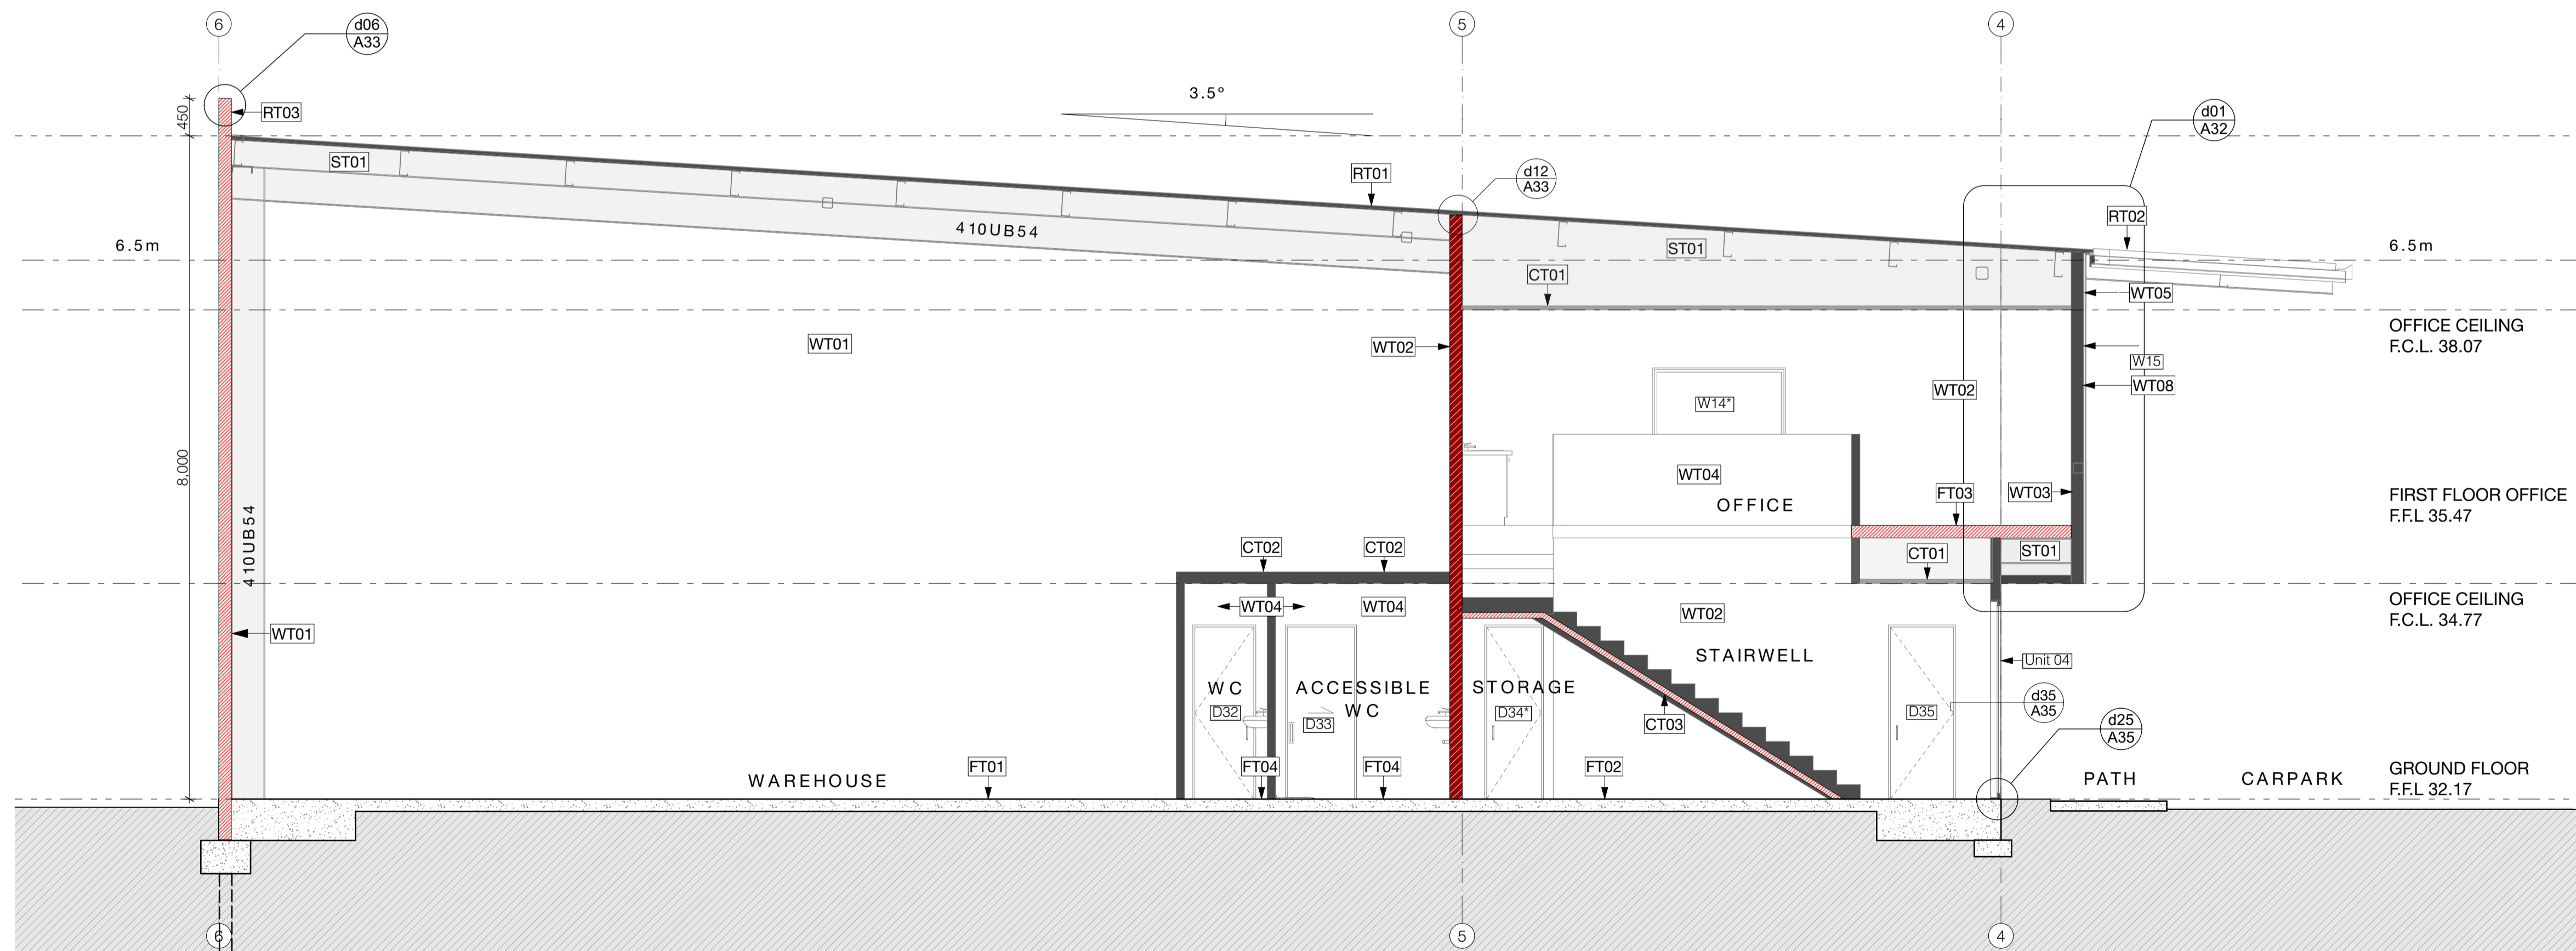 6
5
4
d06
A33
450
RT03
3.5°
d01
A32
ST01
RT01
d12
A33
RT02
410UB54
ST01
6.5m
6.5m
CT01
WT05
WT01
WT02
OFFICE CEILING
F.C.L. 38.07
W15
WT02
WT08
W14*
8,000
WT04
OFFICE
FT03
WT03
FIRST FLOOR OFFICE
F.F.L 35.47
410UB54
CT02
CT02
CT01
ST01
WT04
WT04
WT02
OFFICE CEILING
F.C.L. 34.77
WT01
STAIRWELL
Unit 04
WC
ACCESSIBLE
WC
STORAGE
D32
D33
D34*
CT03
D35
d35
A35
d25
A35
WAREHOUSE
FT01
FT04
FT04
FT02
PATH
CARPARK
GROUND FLOOR
F.F.L 32.17
6
5
4